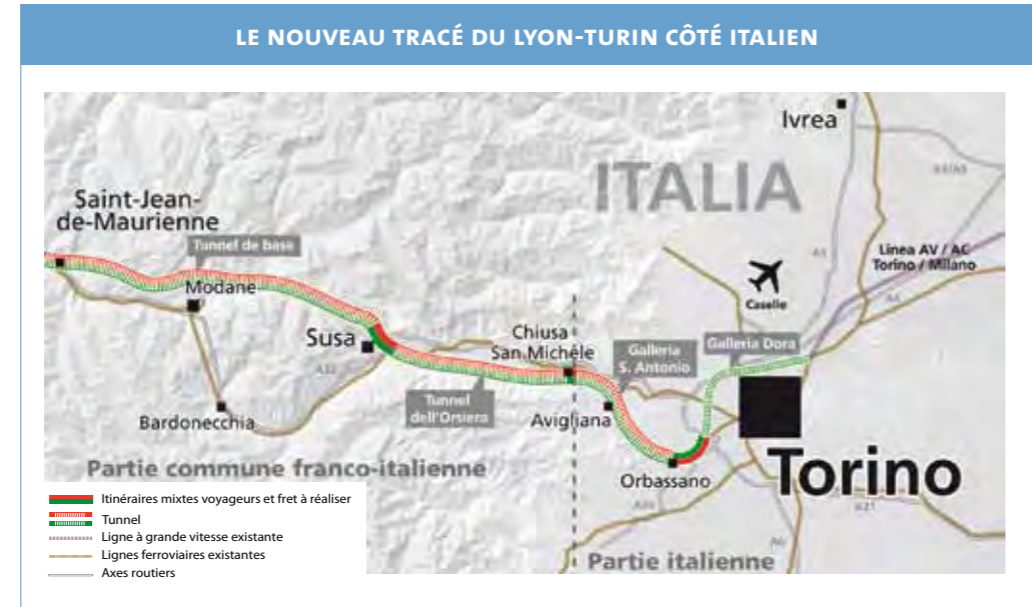 LE NOUVEAU TRACÉ DU LYON-TURIN CÔTÉ ITALIEN
Ivrea
ITALIA
Saint-Jean-
de-Maurienne
Tunnel de base
Modane
Linea AV / AC
Torino / Milano
Caselle
Susa
Chiusa
San Michéle
Galleria
S. Antonio
Galleria Dora
Tunnel
dell'Orsiera
Avigliana
Bardonecchia
Orbassano
Torino
Partie commune franco-italienne
Partie italienne
Itinéraires mixtes voyageurs et fret à réaliser
Tunnel
Ligne à grande vitesse existante
Lignes ferroviaires existantes
Axes routiers
A32
A21